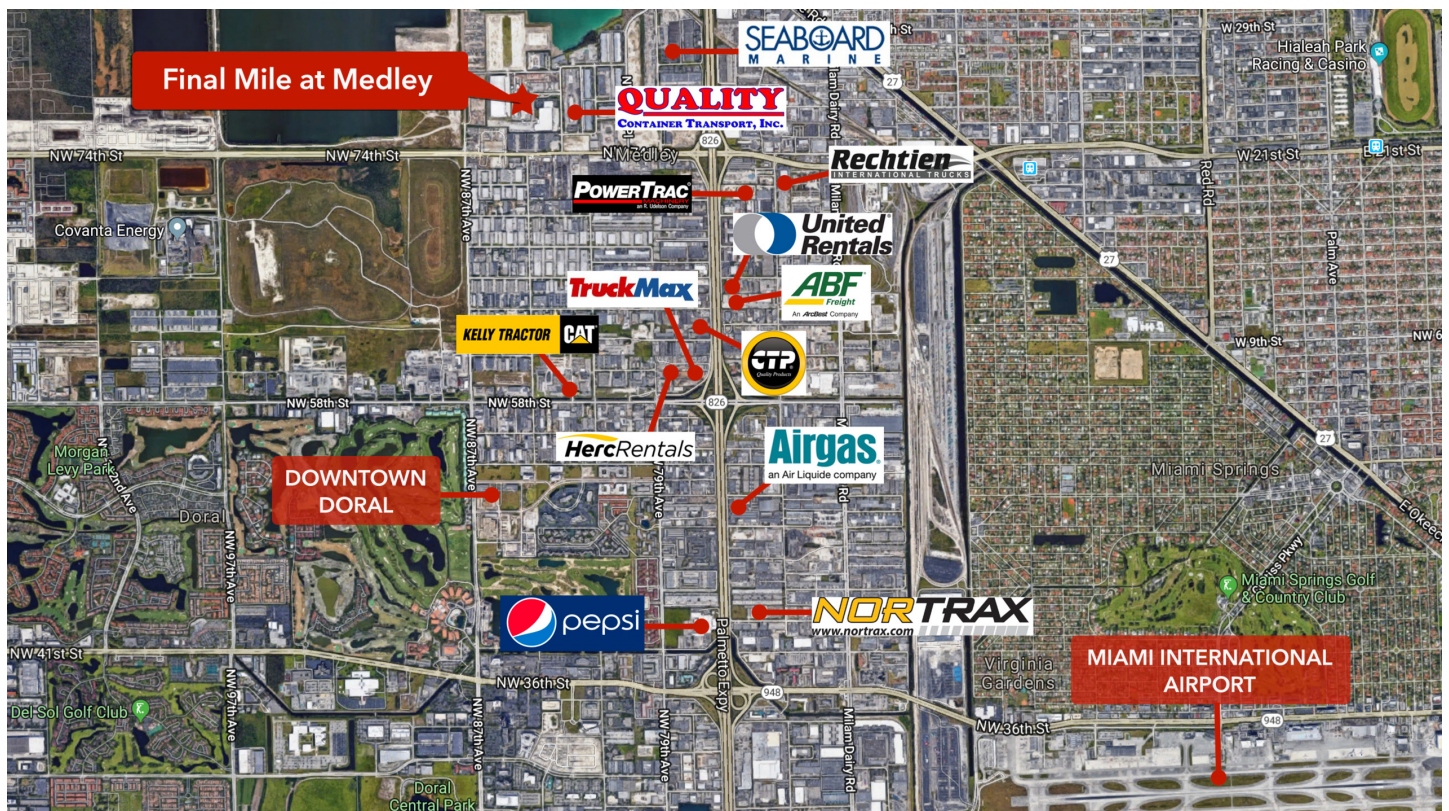 SEABOARD
MARINE
W 29th St
Hialeah Park
Racing & Casino
Final Mile at Medley
27
QUALITY
CONTAINER TRANSPORT, INC.
826
NW 74th St
NW 74th St
Medley
W 21st St
E 21st St
Rechtien
INTERNATIONAL TRUCKS
POWERTRAC
MACHINERY
an R. Udelson Company
NW 87th Ave
Red Rd
Covanta Energy
United
Rentals
Palm Ave
27
TruckMax
ABF
Freight
An ArcBest Company
KELLY TRACTOR CAT
CTP
Quality Products
W 9th St
NW 58th St
NW 58th St
826
27
HercRentals
Airgas
an Air Liquide company
Morgan
Levy Park
NW 87th Ave
Miami Springs
DOWNTOWN
DORAL
Doral
NW 97th Ave
Miami Springs Golf
& Country Club
pepsi
NORTRAX
www.nortrax.com
Palmetto Expy
NW 41st St
NW 36th St
948
Virginia
Gardens
MIAMI INTERNATIONAL
AIRPORT
Del Sol Golf Club
NW 97th Ave
NW 87th Ave
NW 79th Ave
Milam Dairy Rd
NW 36th St
948
Doral
Central Park